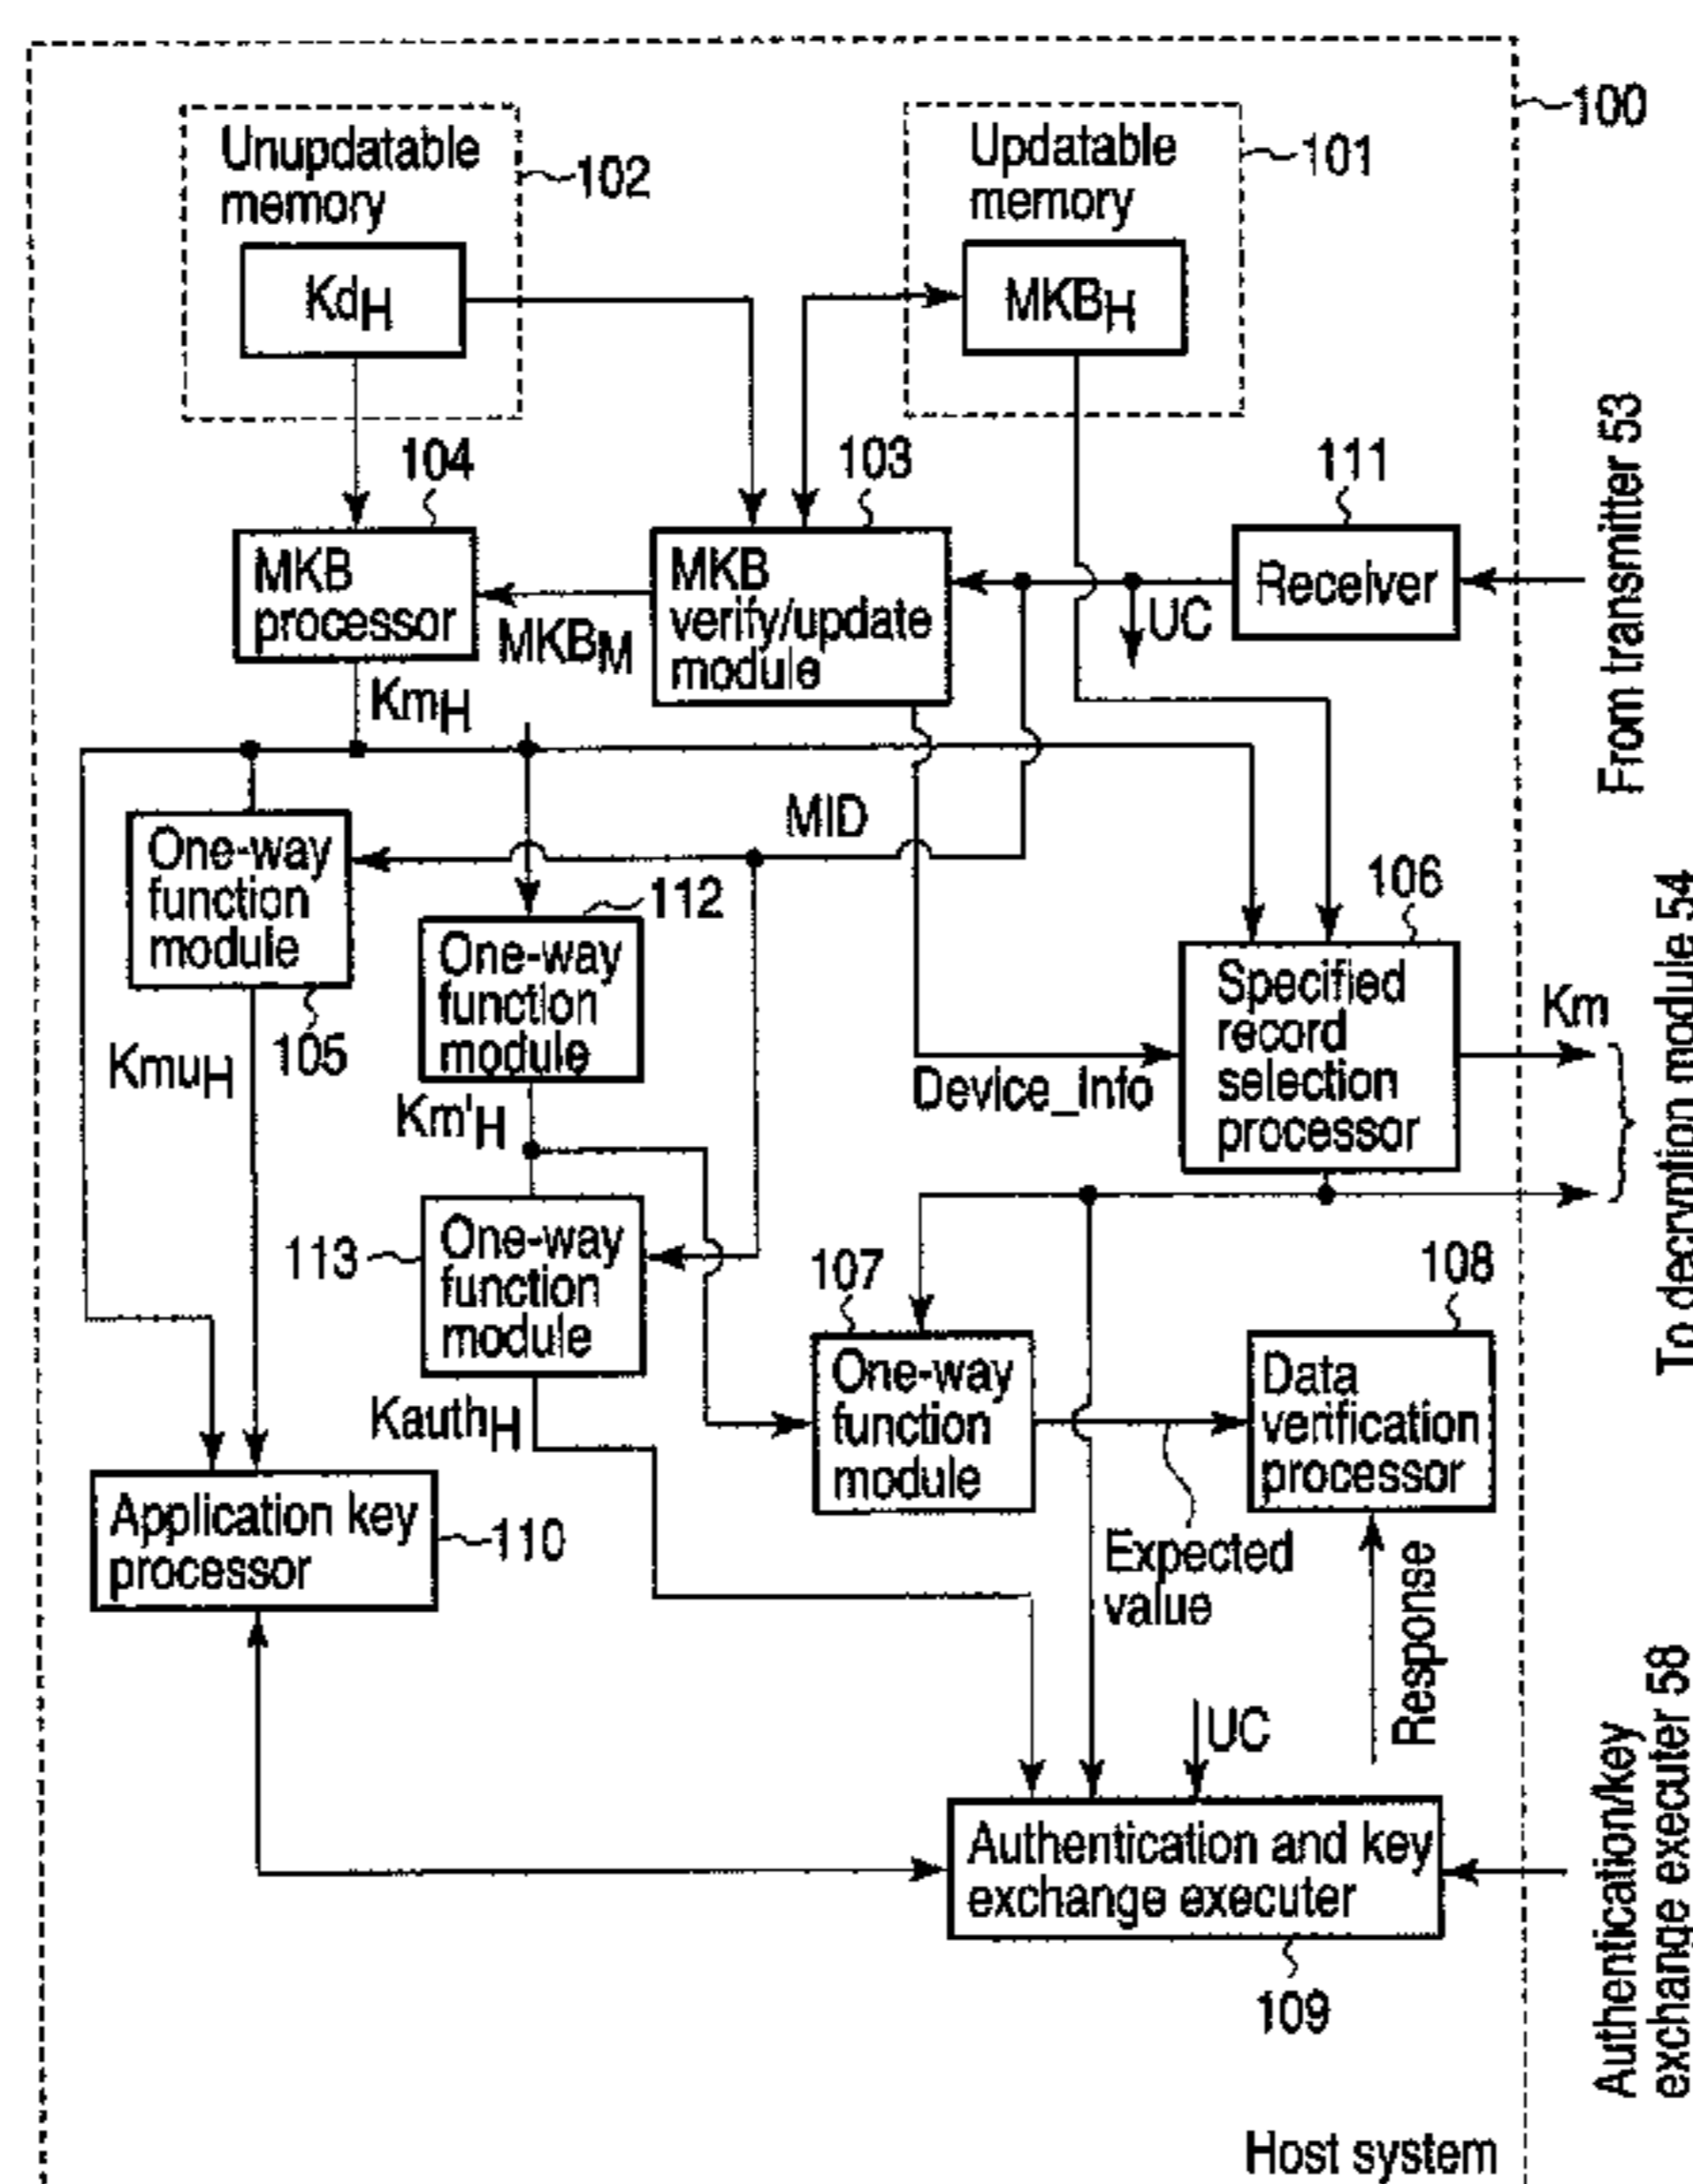 100
Unupdatable
memory
102
Updatable
memory
101
KdH
MKBH
From transmitter 53
104
103
111
MKB
processor
MKBM
MKB
verify/update
module
UC
Receiver
KmH
MID
One-way
function
module
105
112
One-way
function
module
106
Specified
record
selection
processor
Km
To decryption module 54
KmuH
Km'H
Device_info
113
One-way
function
module
107
108
KauthH
One-way
function
module
Data
verification
processor
Application key
processor
110
Expected
value
Response
UC
Authentication and key
exchange executer
109
Authentication/key
exchange executer 58
Host system